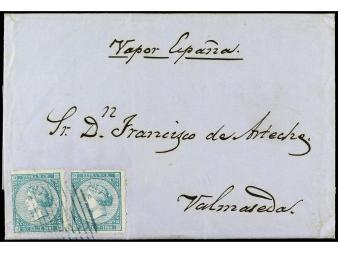 Vapor España.
Sr. Dn Francisco de Arteche.
Valmaseda.